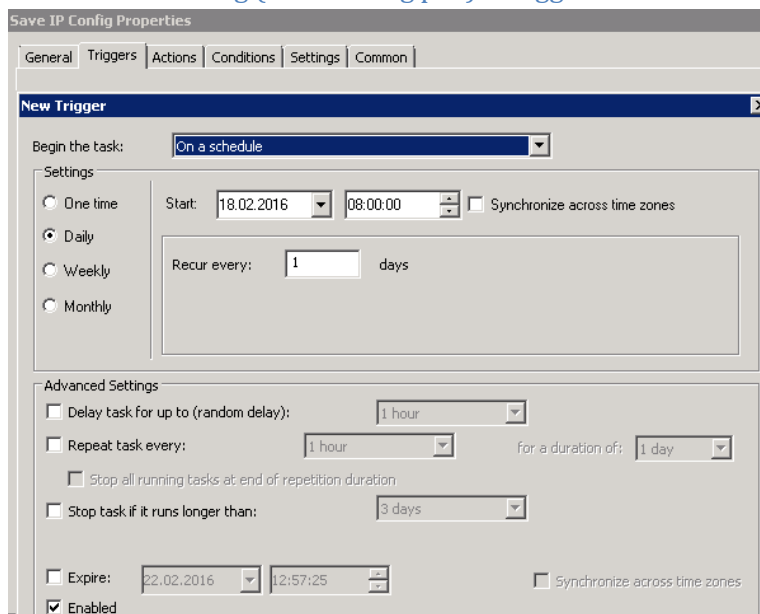 Save IP Config Properties
General Triggers Actions Conditions Settings Common
New Trigger
Begin the task: On a schedule
Settings
One time Start: 18.02.2016 08:00:00 Synchronize across time zones
Daily
Recur every: 1 days
Weekly
Monthly
Advanced Settings
Delay task for up to (random delay): 1 hour
Repeat task every: 1 hour for a duration of: 1 day
Stop all running tasks at end of repetition duration
Stop task if it runs longer than: 3 days
Expire: 22.02.2016 12:57:25 Synchronize across time zones
Enabled